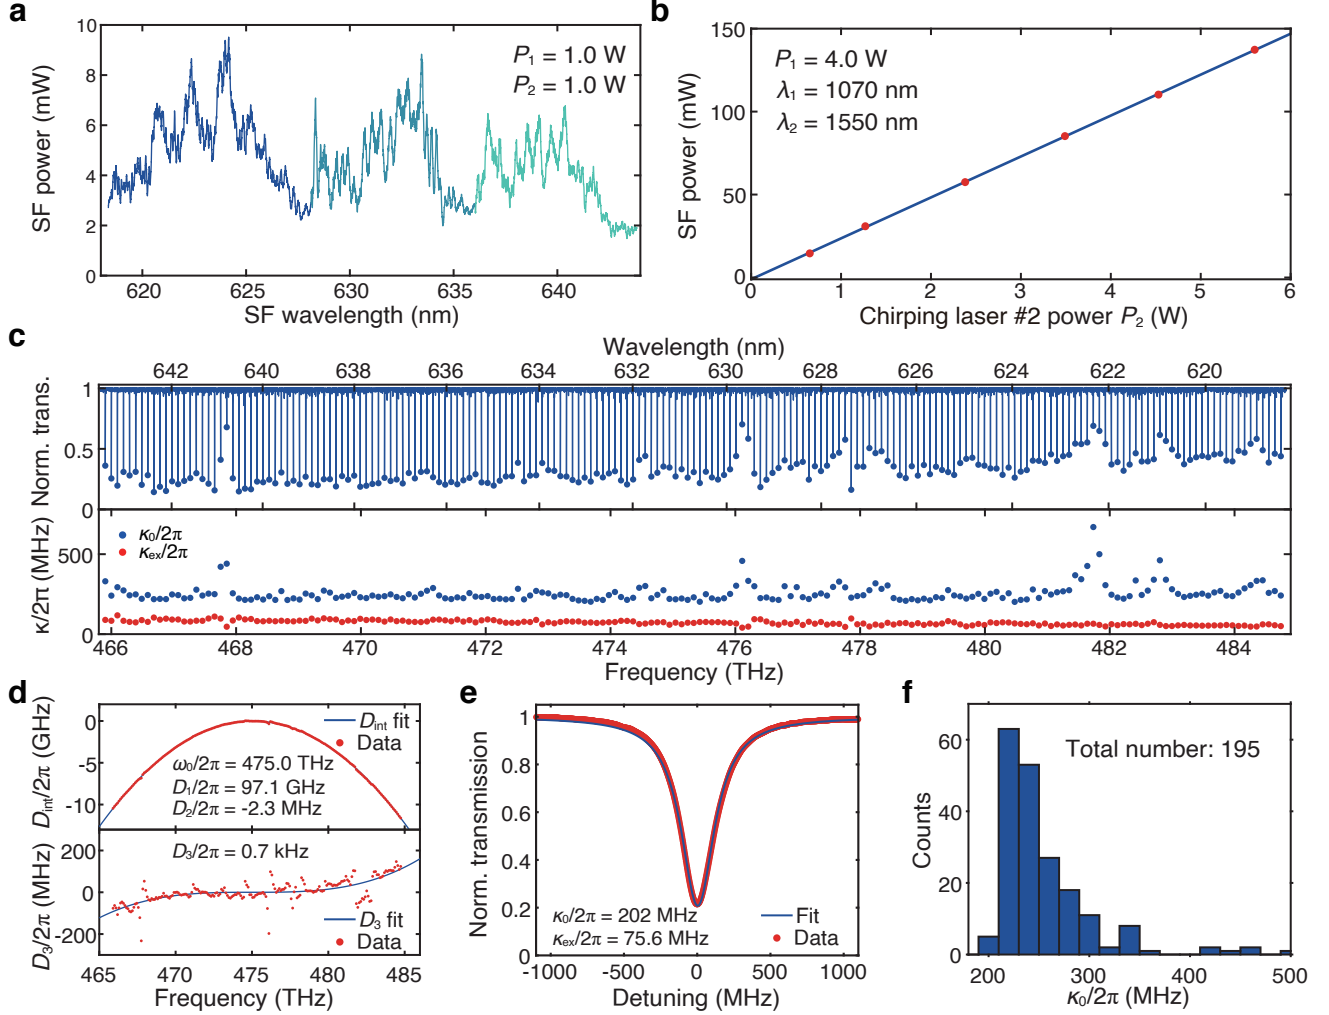 a
10
8
6
4
2
0
SF power (mW)
P₁ = 1.0 W
P₂ = 1.0 W
620 625 630 635 640
SF wavelength (nm)
b
150
100
50
0
SF power (mW)
P₁ = 4.0 W
λ₁ = 1070 nm
λ₂ = 1550 nm
0 1 2 3 4 5 6
Chirping laser #2 power P₂ (W)
c
Wavelength (nm)
642 640 638 636 634 632 630 628 626 624 622 620
1
0.5
0
Norm. trans.
κ₀/2π
κₑₓ/2π
500
0
κ/2π (MHz)
466 468 470 472 474 476 478 480 482 484
Frequency (THz)
d
0
-5
-10
D_int/2π (GHz)
D_int fit
Data
ω₀/2π = 475.0 THz
D₁/2π = 97.1 GHz
D₂/2π = -2.3 MHz
200
0
-200
D₃/2π (MHz)
D₃/2π = 0.7 kHz
D₃ fit
Data
465 470 475 480 485
Frequency (THz)
e
1
0.8
0.6
0.4
0.2
0
Norm. transmission
κ₀/2π = 202 MHz
κₑₓ/2π = 75.6 MHz
Fit
Data
-1000 -500 0 500 1000
Detuning (MHz)
f
60
40
20
0
Counts
Total number: 195
200 300 400 500
κ₀/2π (MHz)